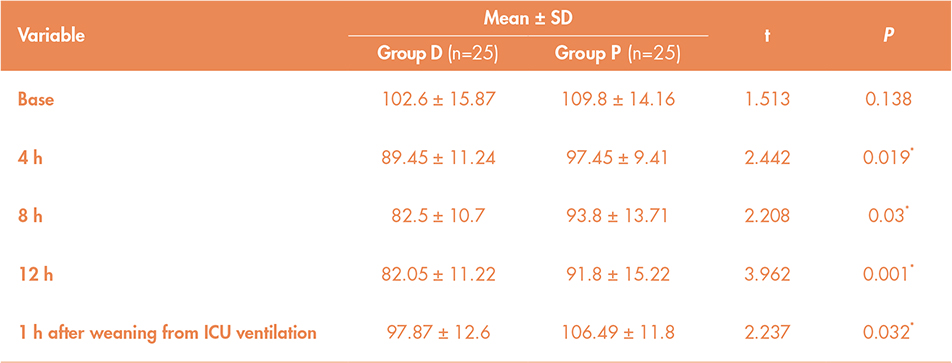 Variable Mean ± SD t P
Group D (n=25) Group P (n=25)
Base 102.6 ± 15.87 109.8 ± 14.16 1.513 0.138
4 h 89.45 ± 11.24 97.45 ± 9.41 2.442 0.019*
8 h 82.5 ± 10.7 93.8 ± 13.71 2.208 0.03*
12 h 82.05 ± 11.22 91.8 ± 15.22 3.962 0.001*
1 h after weaning from ICU ventilation 97.87 ± 12.6 106.49 ± 11.8 2.237 0.032*